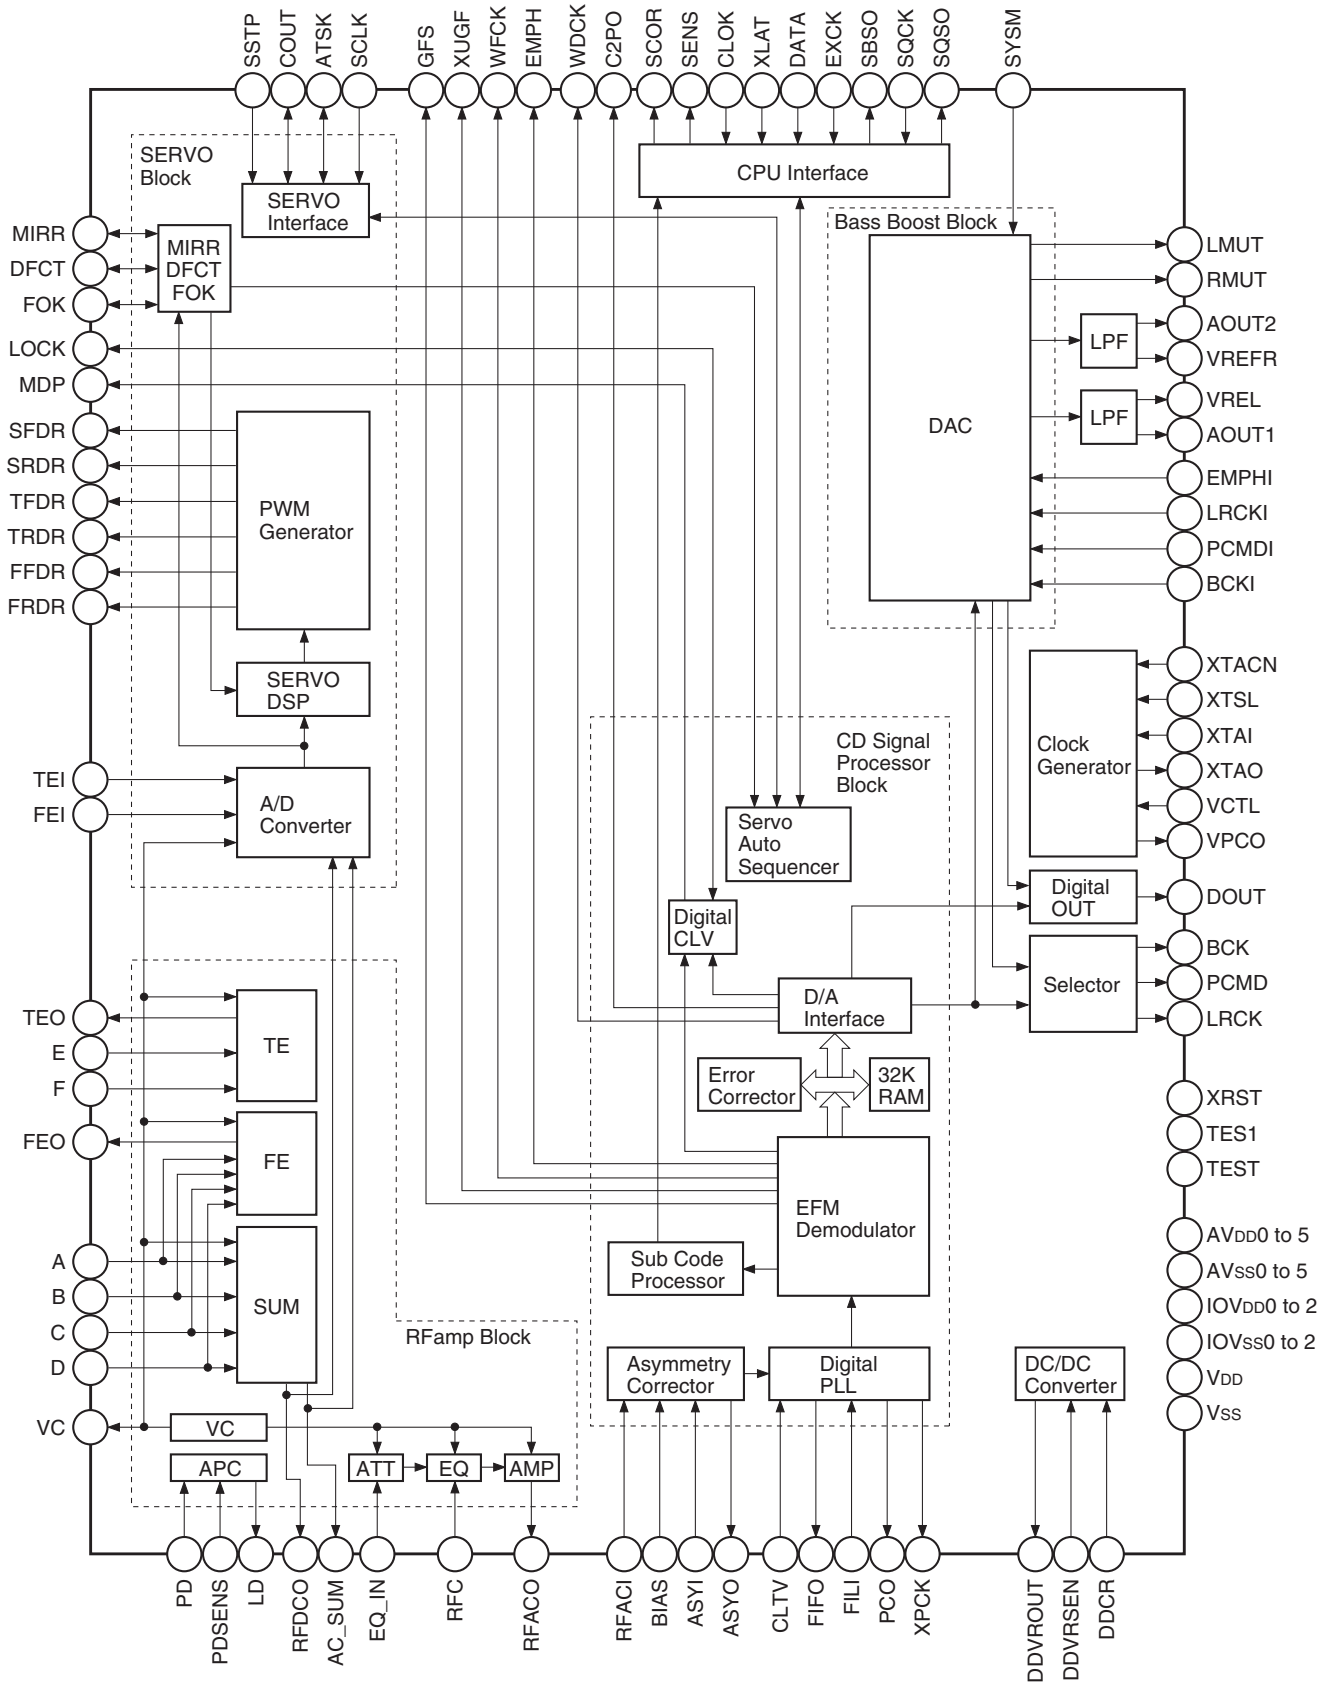 SSTP
COUT
ATSK
SCLK
GFS
XUGF
WFCK
EMPH
WDCK
C2PO
SCOR
SENS
CLOK
XLAT
DATA
EXCK
SBSO
SQCK
SQSO
SYSM
SERVO
Block
SERVO
Interface
CPU Interface
Bass Boost Block
MIRR
DFCT
FOK
LOCK
MDP
SFDR
SRDR
TFDR
TRDR
FFDR
FRDR
TEI
FEI
TEO
E
F
FEO
A
B
C
D
VC
MIRR
DFCT
FOK
PWM
Generator
SERVO
DSP
A/D
Converter
TE
FE
SUM
RFamp Block
VC
APC
ATT
EQ
AMP
DAC
LPF
LPF
CD Signal
Processor
Block
Servo
Auto
Sequencer
Digital
CLV
D/A
Interface
Error
Corrector
32K
RAM
EFM
Demodulator
Sub Code
Processor
Asymmetry
Corrector
Digital
PLL
Clock
Generator
Digital
OUT
Selector
DC/DC
Converter
LMUT
RMUT
AOUT2
VREFR
VREL
AOUT1
EMPHI
LRCKI
PCMDI
BCKI
XTACN
XTSL
XTAI
XTAO
VCTL
VPCO
DOUT
BCK
PCMD
LRCK
XRST
TES1
TEST
AVDD0 to 5
AVSS0 to 5
IOVDD0 to 2
IOVSS0 to 2
VDD
VSS
PD
PDSENS
LD
RFDCO
AC_SUM
EQ_IN
RFC
RFACO
RFACI
BIAS
ASYI
ASYO
CLTV
FIFO
FILI
PCO
XPCK
DDVROUT
DDVRSEN
DDCR